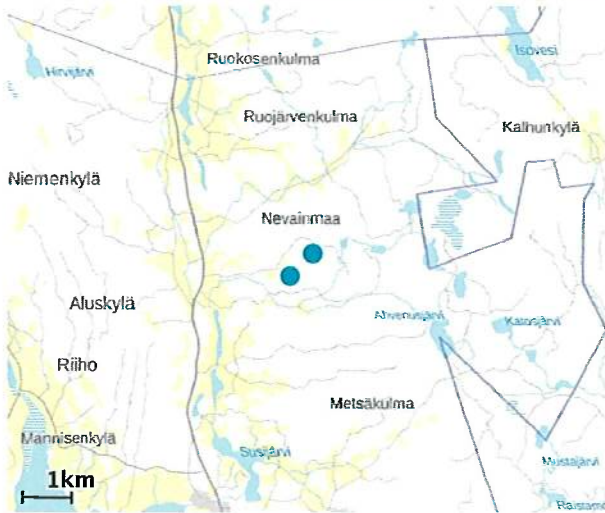 Ruokosenkulma
Isovesi
Hirvijärvi
Ruojärvenkulma
Kalhunkylä
Niemenkylä
Nevainmaa
Aluskylä
Ahvenusjärvi
Katosjärvi
Riiho
Metsäkulma
Mannisenkylä
Susijärvi
Mustajärvi
1km